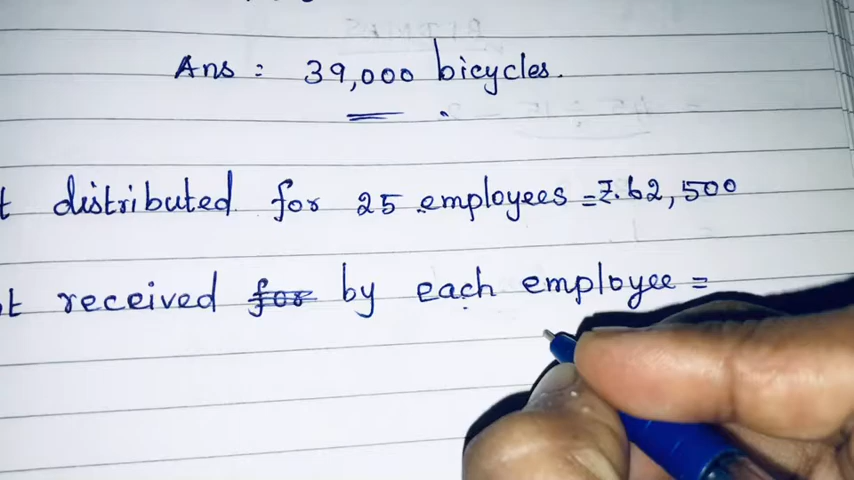 Ans : 39,000 bicycles.
t distributed for 25 employees = ₹.62,500
t received for by each employee =